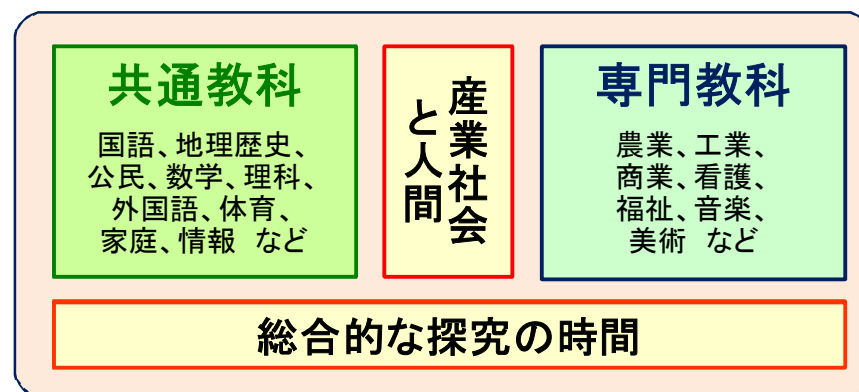 共通教科
国語、地理歴史、
公民、数学、理科、
外国語、体育、
家庭、情報 など
産業社会
と人間
専門教科
農業、工業、
商業、看護、
福祉、音楽、
美術 など
総合的な探究の時間